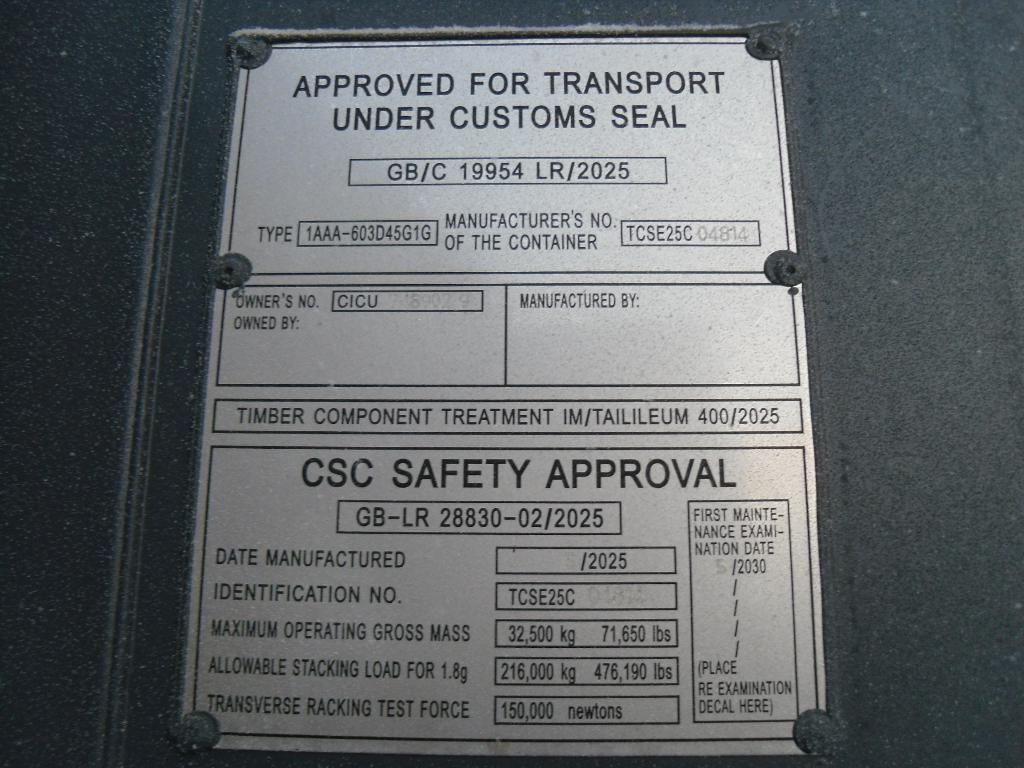 APPROVED FOR TRANSPORT
UNDER CUSTOMS SEAL
GB/C 19954 LR/2025
TYPE 1AAA-603D45G1G MANUFACTURER'S NO. OF THE CONTAINER TCSE25C 04814
OWNER'S NO. CICU
OWNED BY:
MANUFACTURED BY:
TIMBER COMPONENT TREATMENT IM/TAILILEUM 400/2025
CSC SAFETY APPROVAL
GB-LR 28830-02/2025
DATE MANUFACTURED /2025
IDENTIFICATION NO. TCSE25C 04814
MAXIMUM OPERATING GROSS MASS 32,500 kg 71,650 lbs
ALLOWABLE STACKING LOAD FOR 1.8g 216,000 kg 476,190 lbs
TRANSVERSE RACKING TEST FORCE 150,000 newtons
FIRST MAINTE-
NANCE EXAMI-
NATION DATE
5/2030
/
/
/
/
(PLACE
RE EXAMINATION
DECAL HERE)